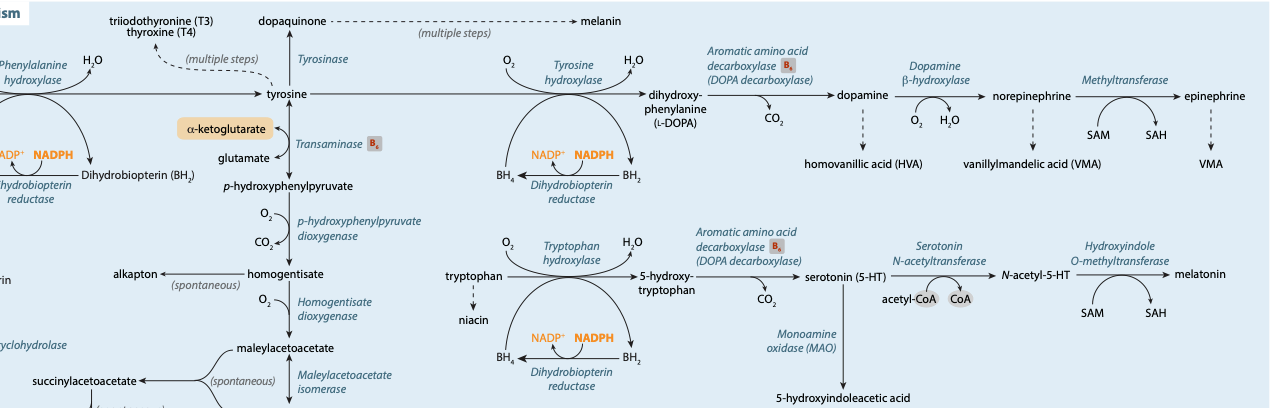 ism
triiodothyronine (T3)
thyroxine (T4)
dopaquinone
melanin
(multiple steps)
(multiple steps)
Tyrosinase
Phenylalanine
hydroxylase
H₂O
tyrosine
O₂
Tyrosine
hydroxylase
H₂O
dihydroxy-
phenylanine
(L-DOPA)
Aromatic amino acid
decarboxylase B₆
(DOPA decarboxylase)
CO₂
dopamine
Dopamine
β-hydroxylase
O₂
H₂O
norepinephrine
Methyltransferase
SAM
SAH
epinephrine
α-ketoglutarate
glutamate
Transaminase B₆
homovanillic acid (HVA)
vanillylmandelic acid (VMA)
VMA
ADP⁺
NADPH
Dihydrobiopterin (BH₂)
hydrobiopterin
reductase
NADP⁺
NADPH
BH₄
BH₂
Dihydrobiopterin
reductase
p-hydroxyphenylpyruvate
O₂
CO₂
p-hydroxyphenylpyruvate
dioxygenase
alkapton
(spontaneous)
homogentisate
rin
O₂
Homogentisate
dioxygenase
yclohydrolase
maleylacetoacetate
succinylacetoacetate
(spontaneous)
Maleylacetoacetate
isomerase
tryptophan
niacin
O₂
Tryptophan
hydroxylase
H₂O
5-hydroxy-
tryptophan
Aromatic amino acid
decarboxylase B₆
(DOPA decarboxylase)
CO₂
serotonin (5-HT)
Serotonin
N-acetyltransferase
acetyl-CoA
CoA
N-acetyl-5-HT
Hydroxyindole
O-methyltransferase
SAM
SAH
melatonin
NADP⁺
NADPH
BH₄
BH₂
Dihydrobiopterin
reductase
Monoamine
oxidase (MAO)
5-hydroxyindoleacetic acid